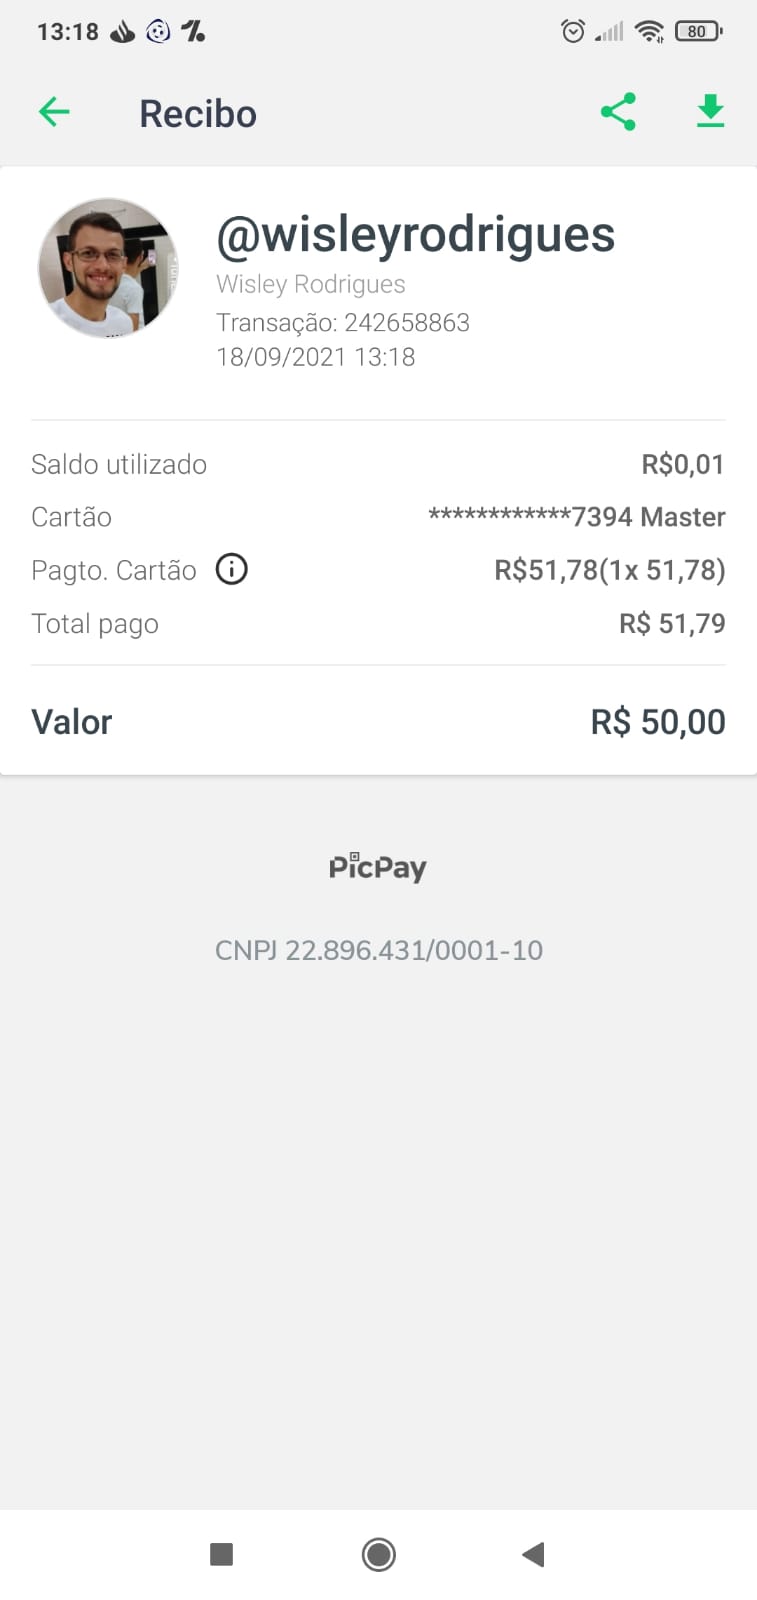 13:18
80
Recibo
@wisleyrodrigues
Wisley Rodrigues
Transação: 242658863
18/09/2021 13:18
Saldo utilizado R$0,01
Cartão ************7394 Master
Pagto. Cartão R$51,78(1x 51,78)
Total pago R$ 51,79
Valor R$ 50,00
PicPay
CNPJ 22.896.431/0001-10